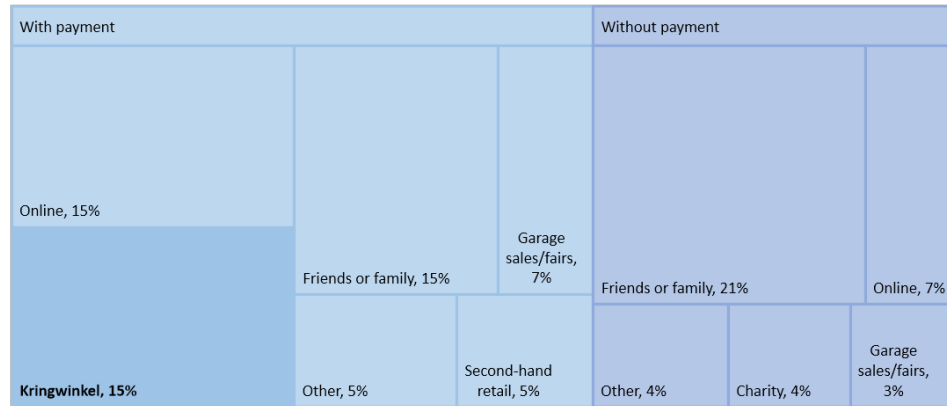 With payment
Online, 15%
Kringwinkel, 15%
Friends or family, 15%
Garage
sales/fairs,
7%
Other, 5%
Second-hand
retail, 5%
Without payment
Friends or family, 21%
Online, 7%
Other, 4%
Charity, 4%
Garage
sales/fairs,
3%